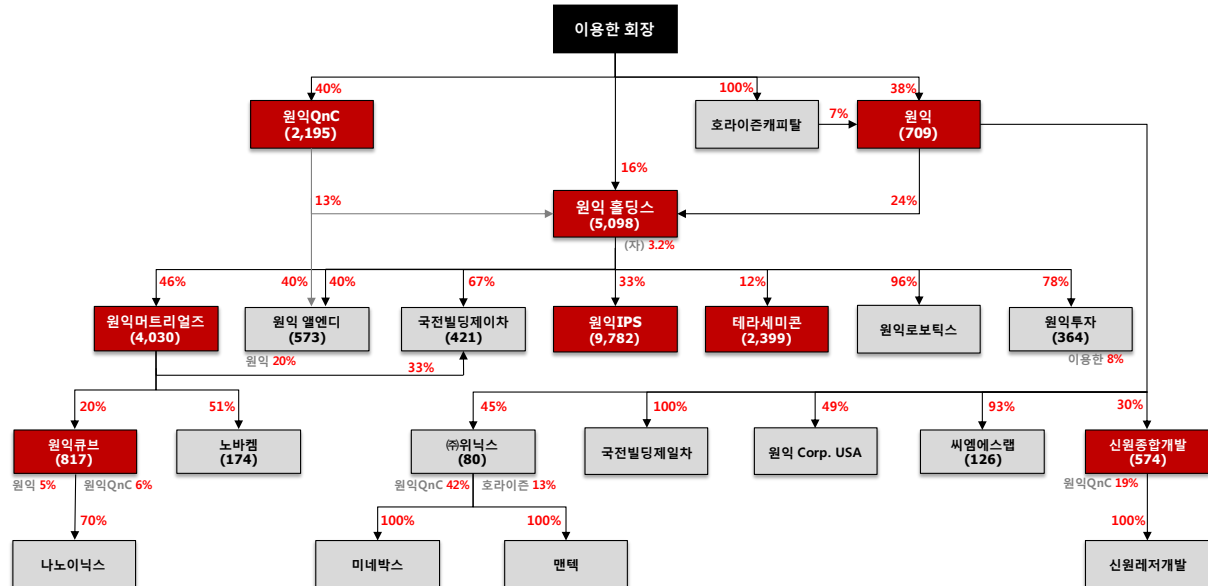 이용한 회장
40%
100%
38%
원익QnC
(2,195)
호라이즌캐피탈
7%
원익
(709)
16%
13%
24%
원익 홀딩스
(5,098)
(자) 3.2%
46%
40%
40%
67%
33%
12%
96%
78%
원익머트리얼즈
(4,030)
원익 앨엔디
(573)
국전빌딩제이차
(421)
원익IPS
(9,782)
테라세미콘
(2,399)
원익로보틱스
원익투자
(364)
원익 20%
33%
이용한 8%
20%
51%
45%
100%
49%
93%
30%
원익큐브
(817)
노바켐
(174)
㈜위닉스
(80)
국전빌딩제일차
원익 Corp. USA
씨엠에스랩
(126)
신원종합개발
(574)
원익 5%
원익QnC 6%
원익QnC 42%
호라이즌 13%
원익QnC 19%
70%
100%
100%
100%
나노이닉스
미네박스
맨텍
신원레저개발